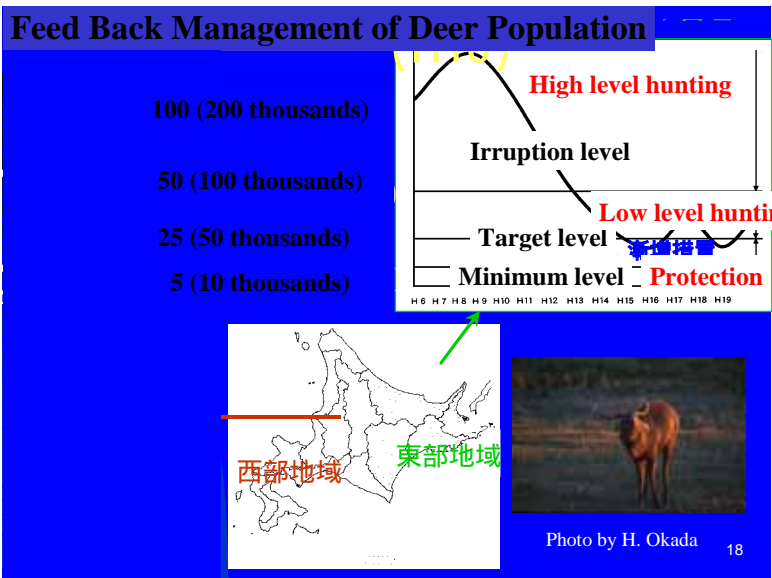 Feed Back Management of Deer Population
High level hunting
100 (200 thousands)
Irruption level
50 (100 thousands)
Low level huntin
25 (50 thousands)
Target level
5 (10 thousands)
Minimum level
Protection
H 6 H 7 H 8 H 9 H10 H11 H12 H13 H14 H15 H16 H17 H18 H19
東部地域
西部地域
Photo by H. Okada
18